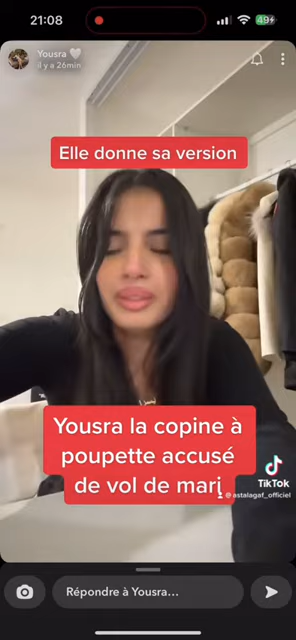 21:08
49
Yousra 🤍
il y a 26min
Elle donne sa version
Yousra la copine à
poupette accusé
de vol de mari
TikTok
@astalagaf_officiel
Répondre à Yousra…